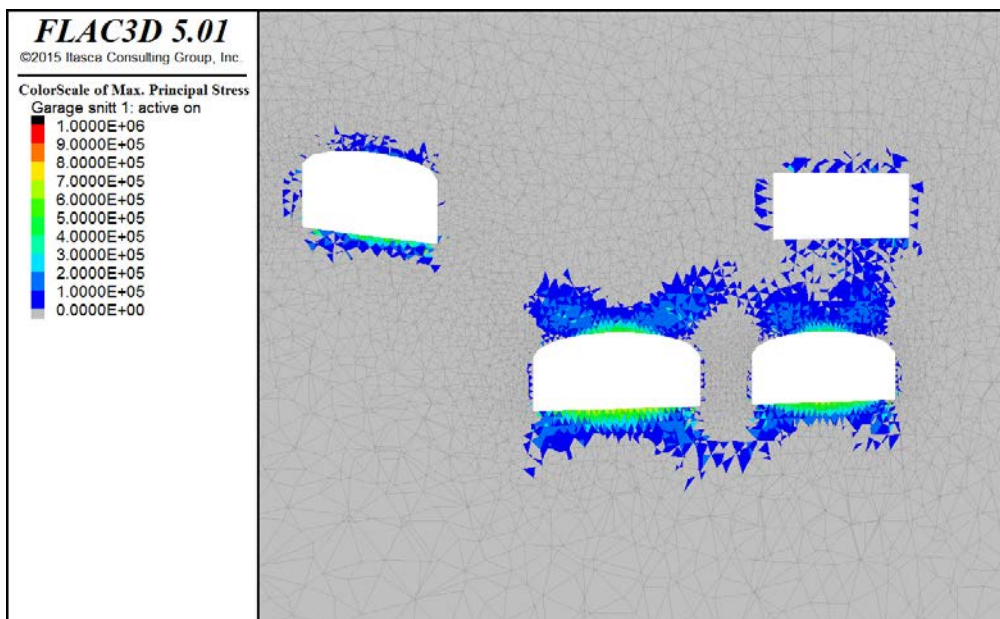 FLAC3D 5.01
©2015 Itasca Consulting Group, Inc.
ColorScale of Max. Principal Stress
Garage snitt 1: active on
1.0000E+06
9.0000E+05
8.0000E+05
7.0000E+05
6.0000E+05
5.0000E+05
4.0000E+05
3.0000E+05
2.0000E+05
1.0000E+05
0.0000E+00